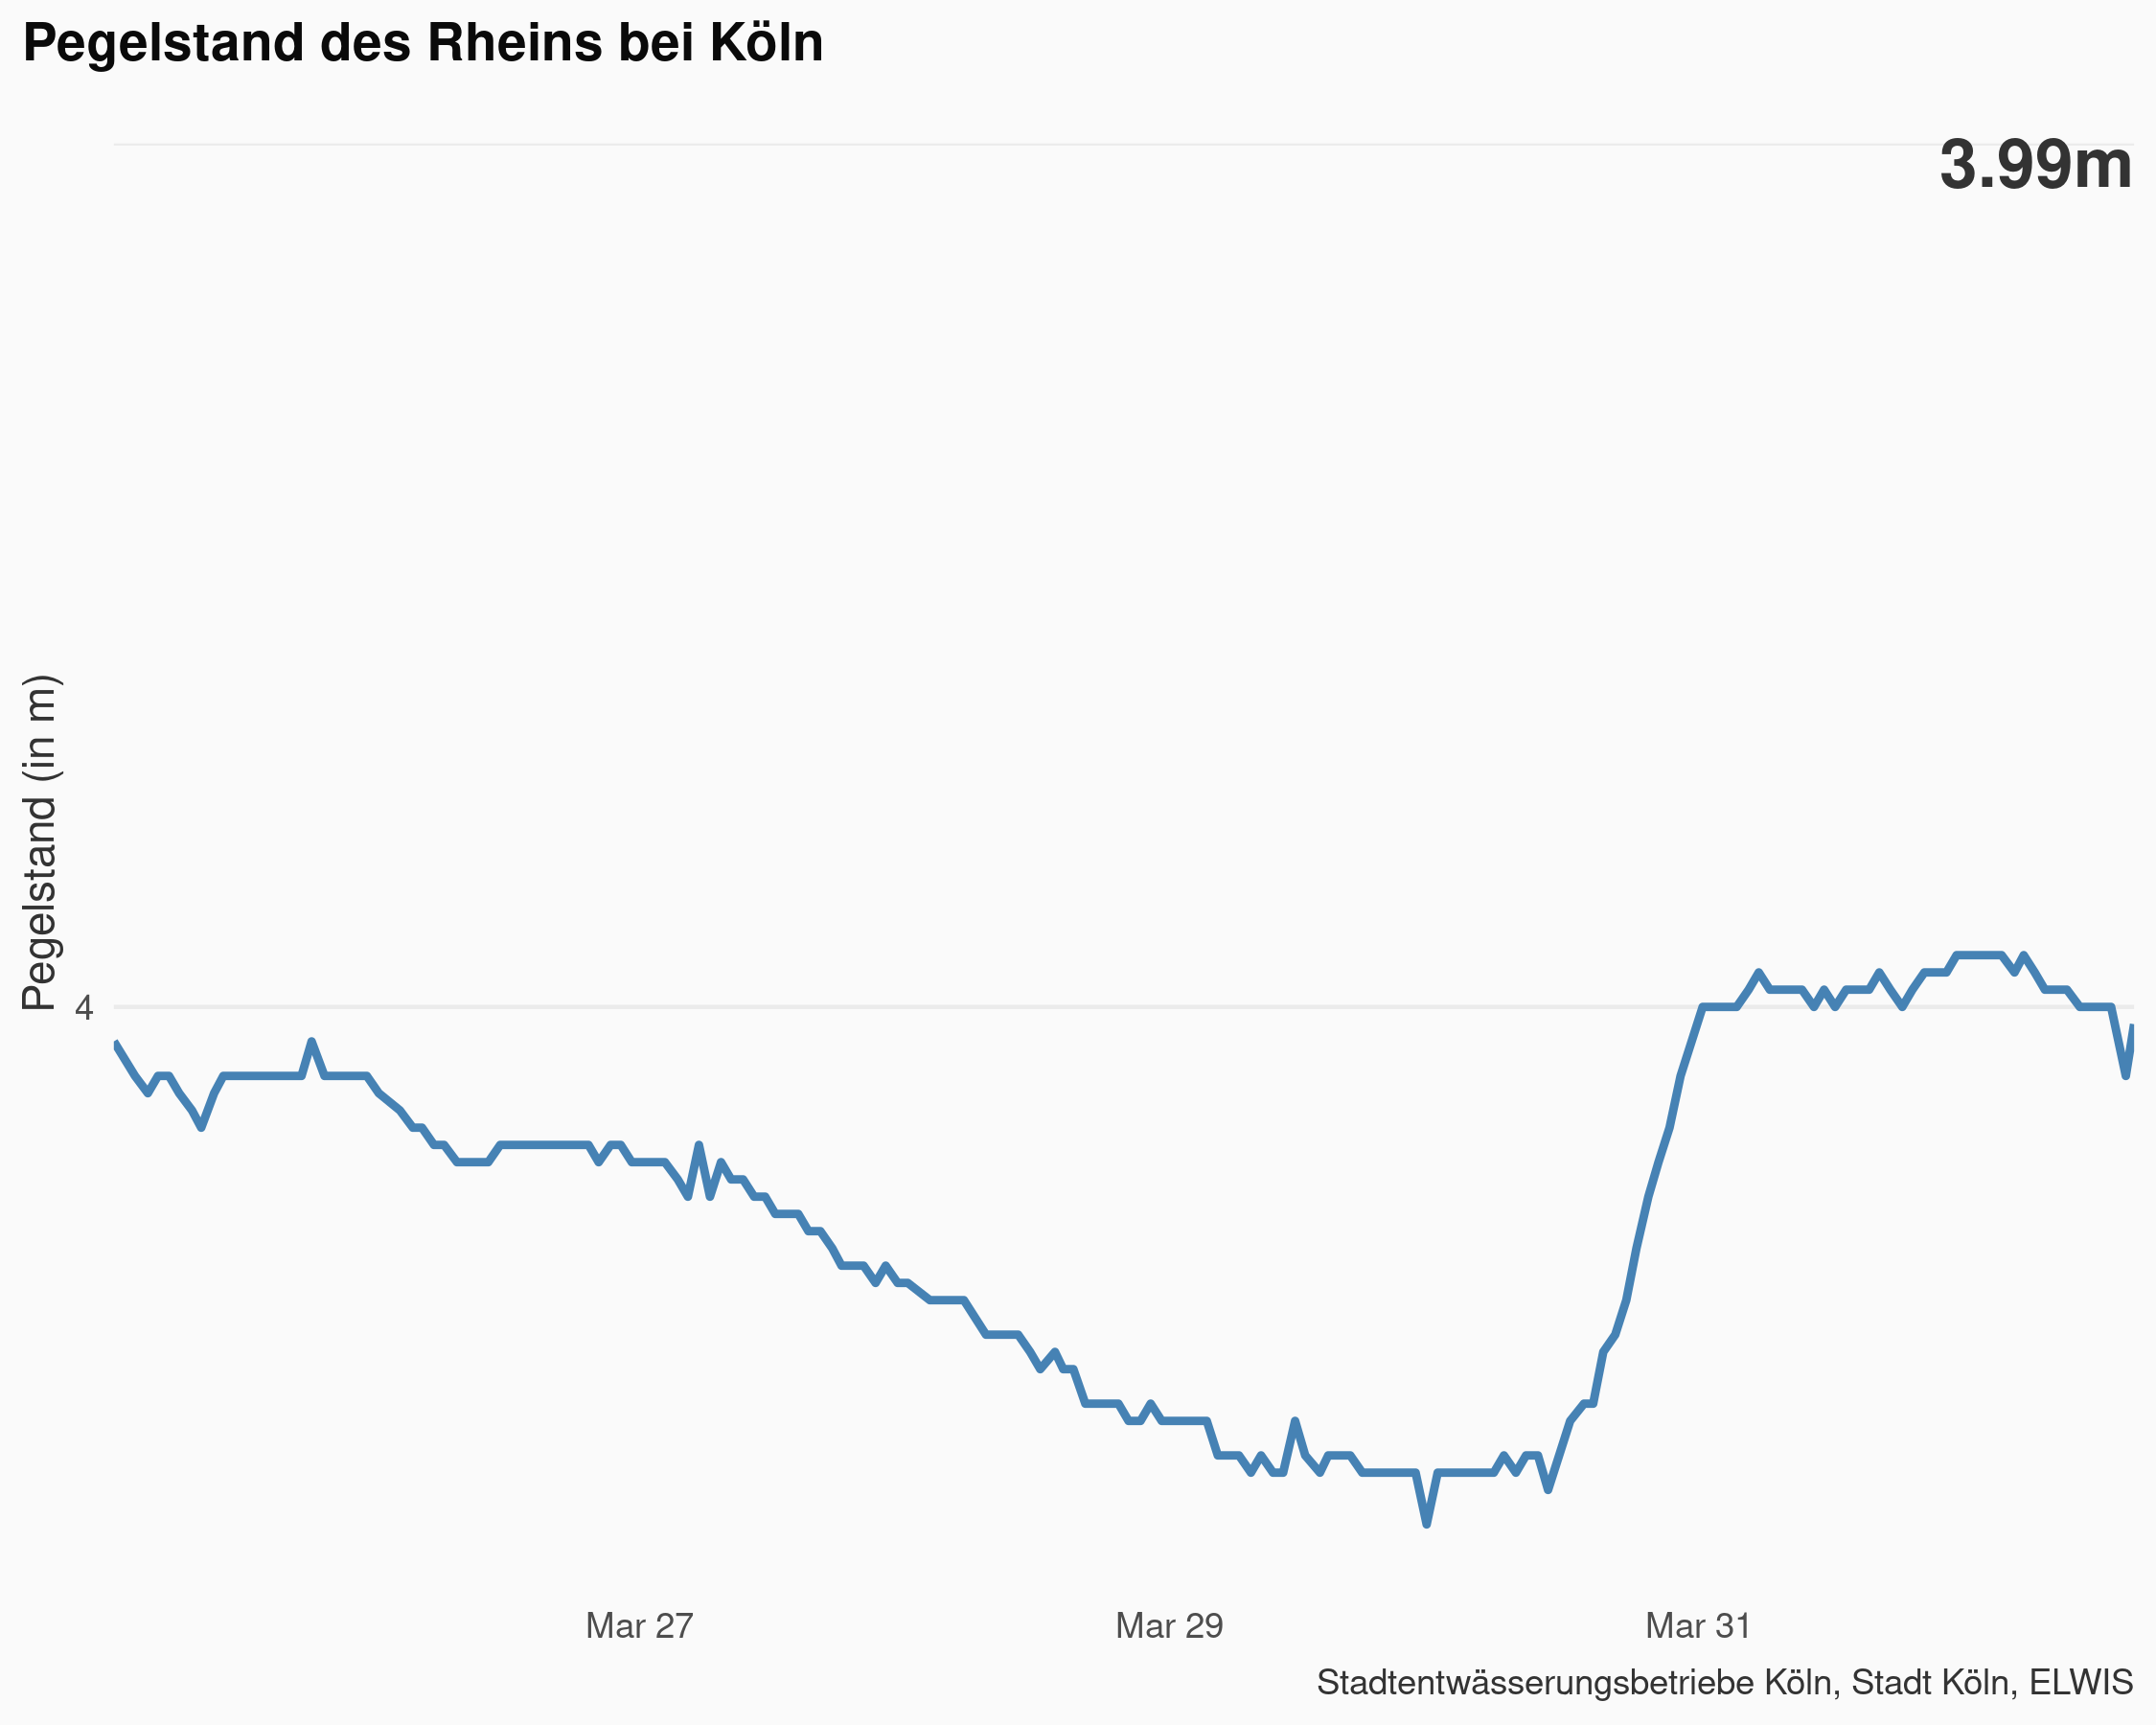 Pegelstand des Rheins bei Köln
3.99m
Pegelstand (in m)
4
Mar 27
Mar 29
Mar 31
Stadtentwässerungsbetriebe Köln, Stadt Köln, ELWIS